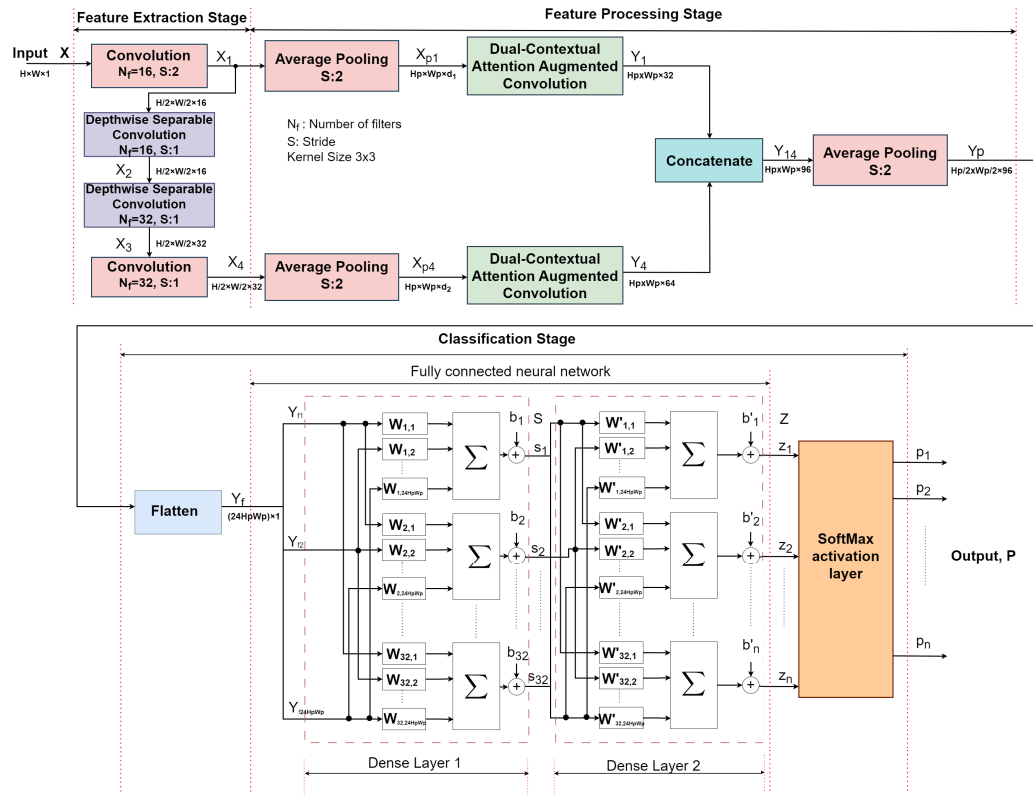 Feature Extraction Stage
Feature Processing Stage
Input X
H×W×1
Convolution
Nf=16, S:2
X1
H/2×W/2×16
Average Pooling
S:2
Xp1
Hp×Wp×d1
Dual-Contextual
Attention Augmented
Convolution
Y1
HpxWp×32
Depthwise Separable
Convolution
Nf=16, S:1
Nf : Number of filters
S: Stride
Kernel Size 3x3
X2
H/2×W/2×16
Depthwise Separable
Convolution
Nf=32, S:1
X3
H/2×W/2×32
Concatenate
Y14
HpxWp×96
Average Pooling
S:2
Yp
Hp/2xWp/2×96
Convolution
Nf=32, S:1
X4
H/2×W/2×32
Average Pooling
S:2
Xp4
Hp×Wp×d2
Dual-Contextual
Attention Augmented
Convolution
Y4
HpxWp×64
Classification Stage
Fully connected neural network
Flatten
Yf
(24HpWp)×1
Yf1
Yf2
Yf24HpWp
W1,1
W1,2
W1,24HpWp
∑
b1
+
s1
W2,1
W2,2
W2,24HpWp
∑
b2
+
s2
W32,1
W32,2
W32,24HpWp
∑
b32
+
s32
S
W'1,1
W'1,2
W'1,24HpWp
∑
b'1
+
z1
W'2,1
W'2,2
W'2,24HpWp
∑
b'2
+
z2
W'32,1
W'32,2
W'32,24HpWp
∑
b'n
+
zn
Z
SoftMax
activation
layer
p1
p2
pn
Output, P
Dense Layer 1
Dense Layer 2